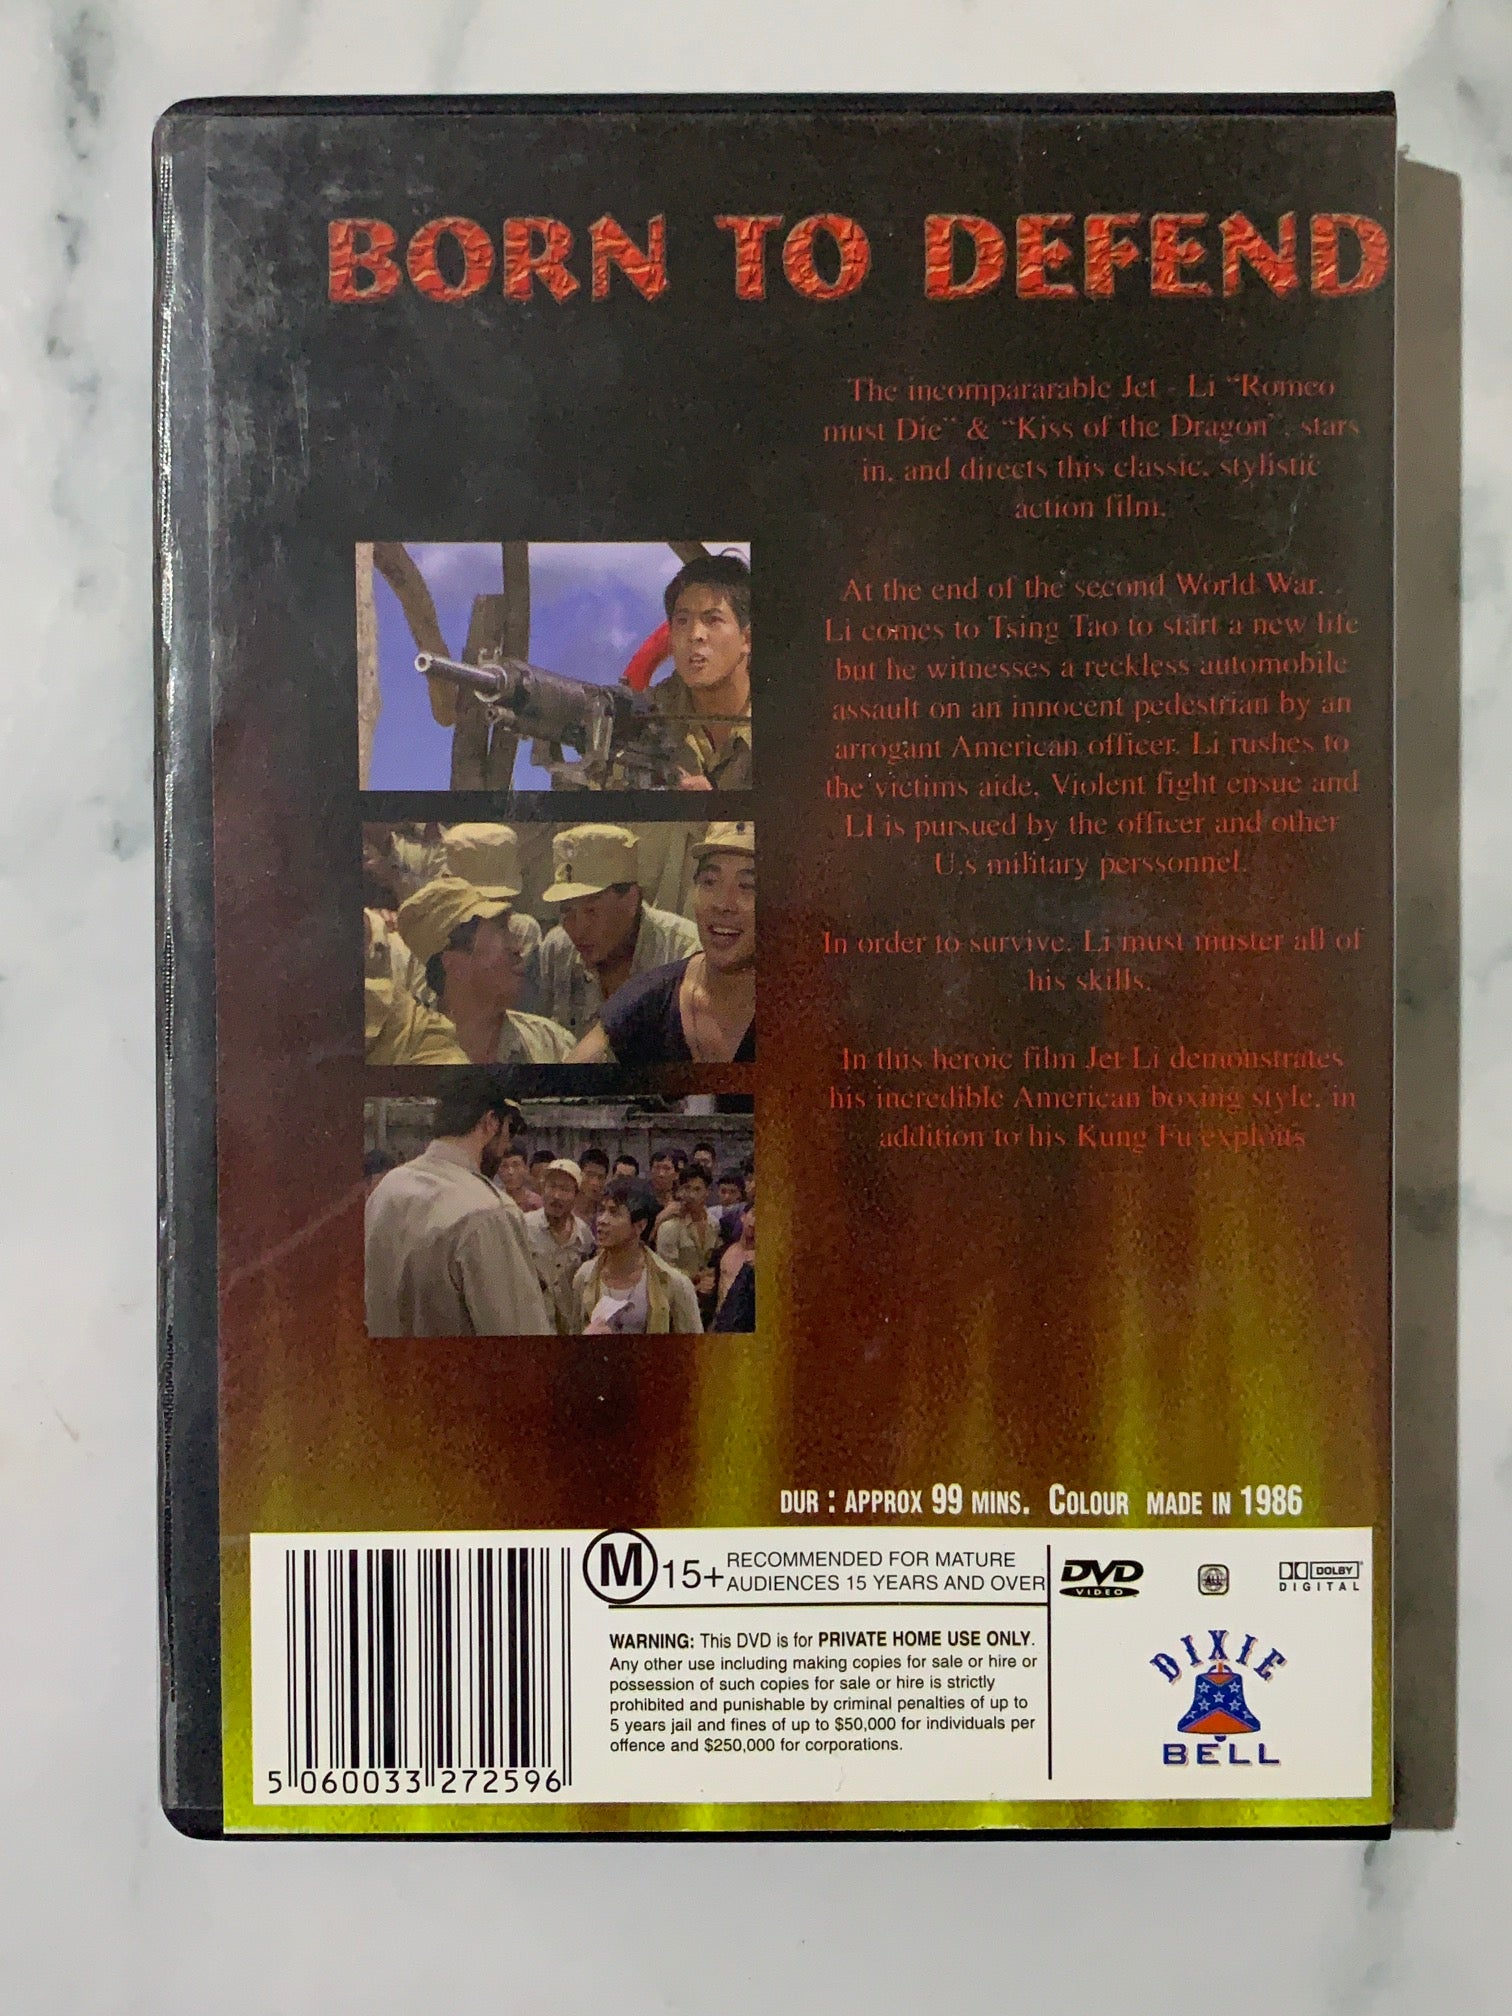 BORN TO DEFEND
The incompararable Jet - Li "Romeo
must Die" & "Kiss of the Dragon", stars
in, and directs this classic, stylistic
action film.
At the end of the second World War.
Li comes to Tsing Tao to start a new life
but he witnesses a reckless automobile
assault on an innocent pedestrian by an
arrogant American officer. Li rushes to
the victims aide, Violent fight ensue and
LI is pursued by the officer and other
U.s military perssonnel.
In order to survive. Li must muster all of
his skills.
In this heroic film Jet Li demonstrates
his incredible American boxing style, in
addition to his Kung Fu exploits
DUR : APPROX 99 MINS. COLOUR MADE IN 1986
M 15+ RECOMMENDED FOR MATURE
AUDIENCES 15 YEARS AND OVER
WARNING: This DVD is for PRIVATE HOME USE ONLY.
Any other use including making copies for sale or hire or
possession of such copies for sale or hire is strictly
prohibited and punishable by criminal penalties of up to
5 years jail and fines of up to $50,000 for individuals per
offence and $250,000 for corporations.
5 060033 272596
DVD
VIDEO
ALL
DOLBY
DIGITAL
DIXIE
BELL